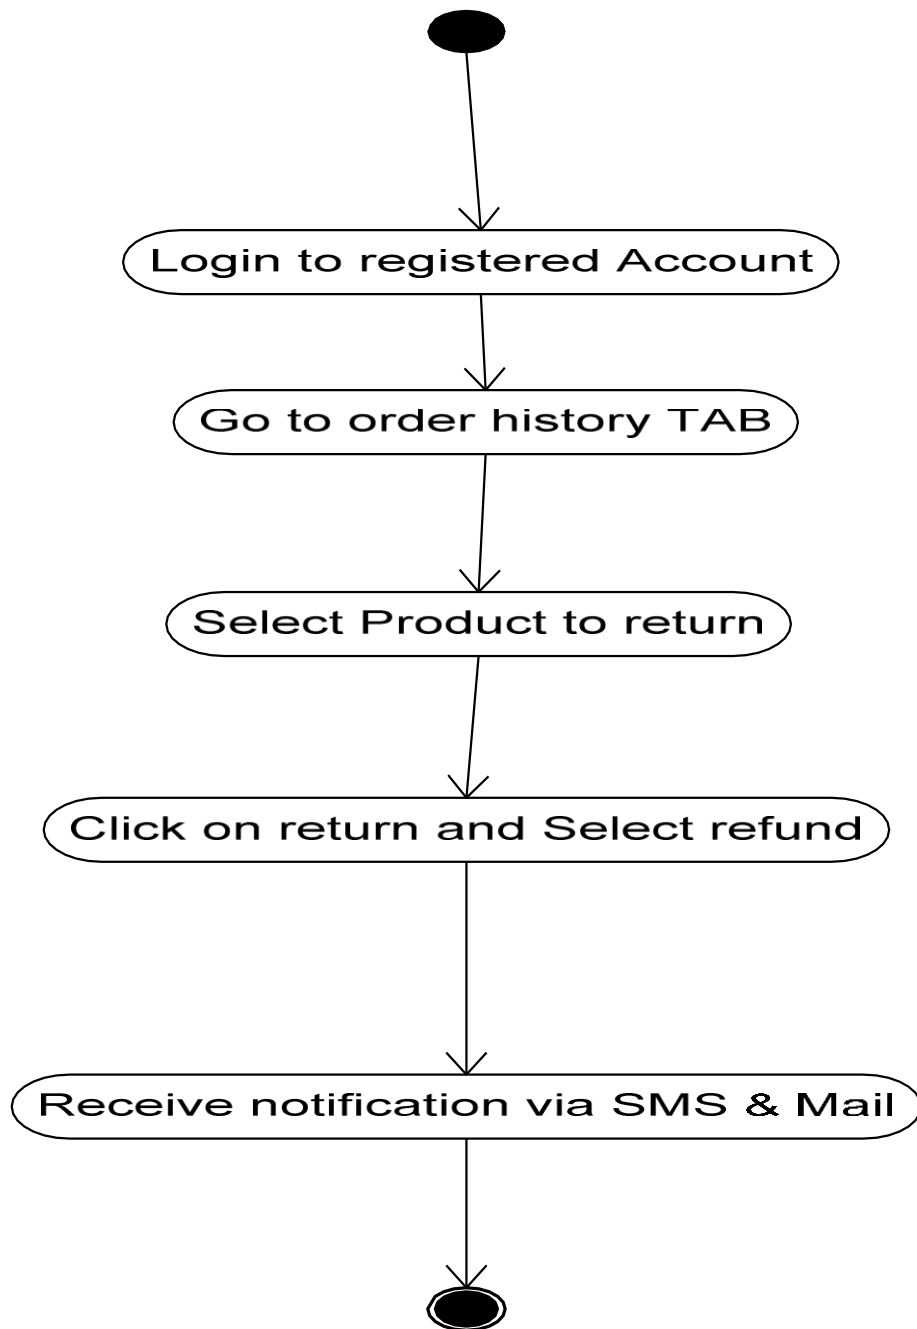 Login to registered Account
Go to order history TAB
Select Product to return
Click on return and Select refund
Receive notification via SMS & Mail